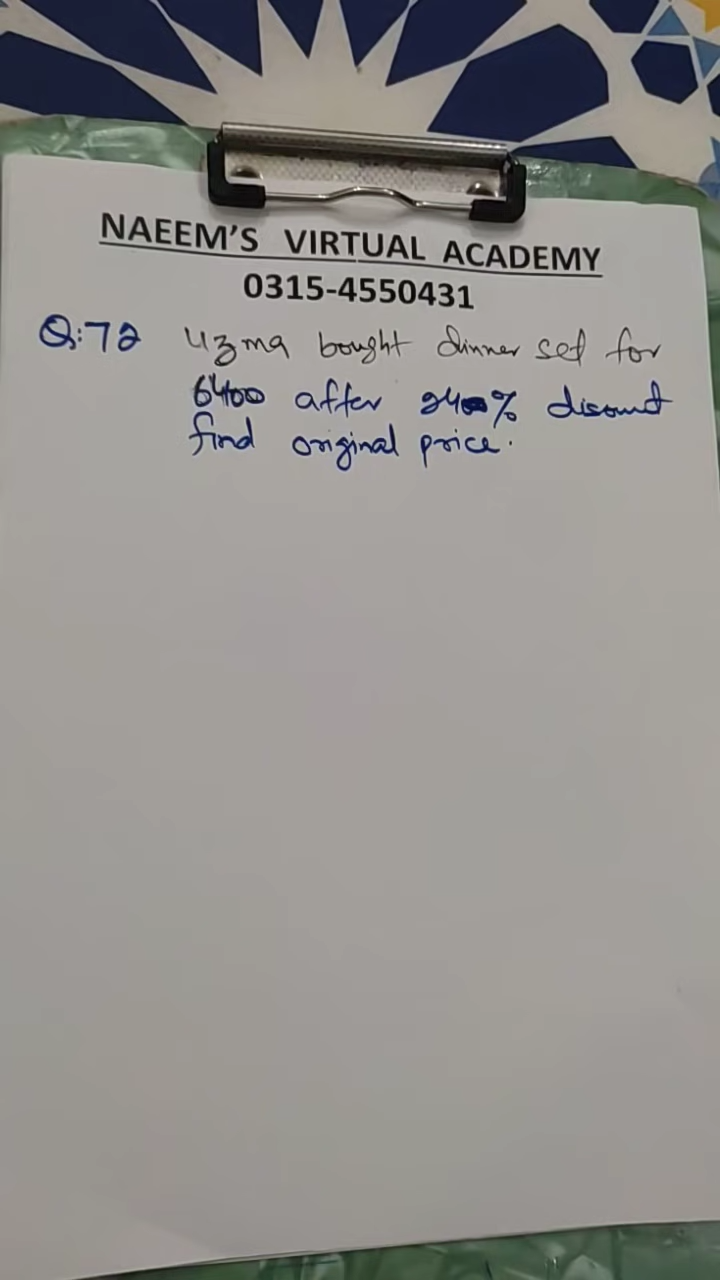 NAEEM'S VIRTUAL ACADEMY
0315-4550431
Q:72 Uzma bought dinner set for
6400 after % discount
find original price.